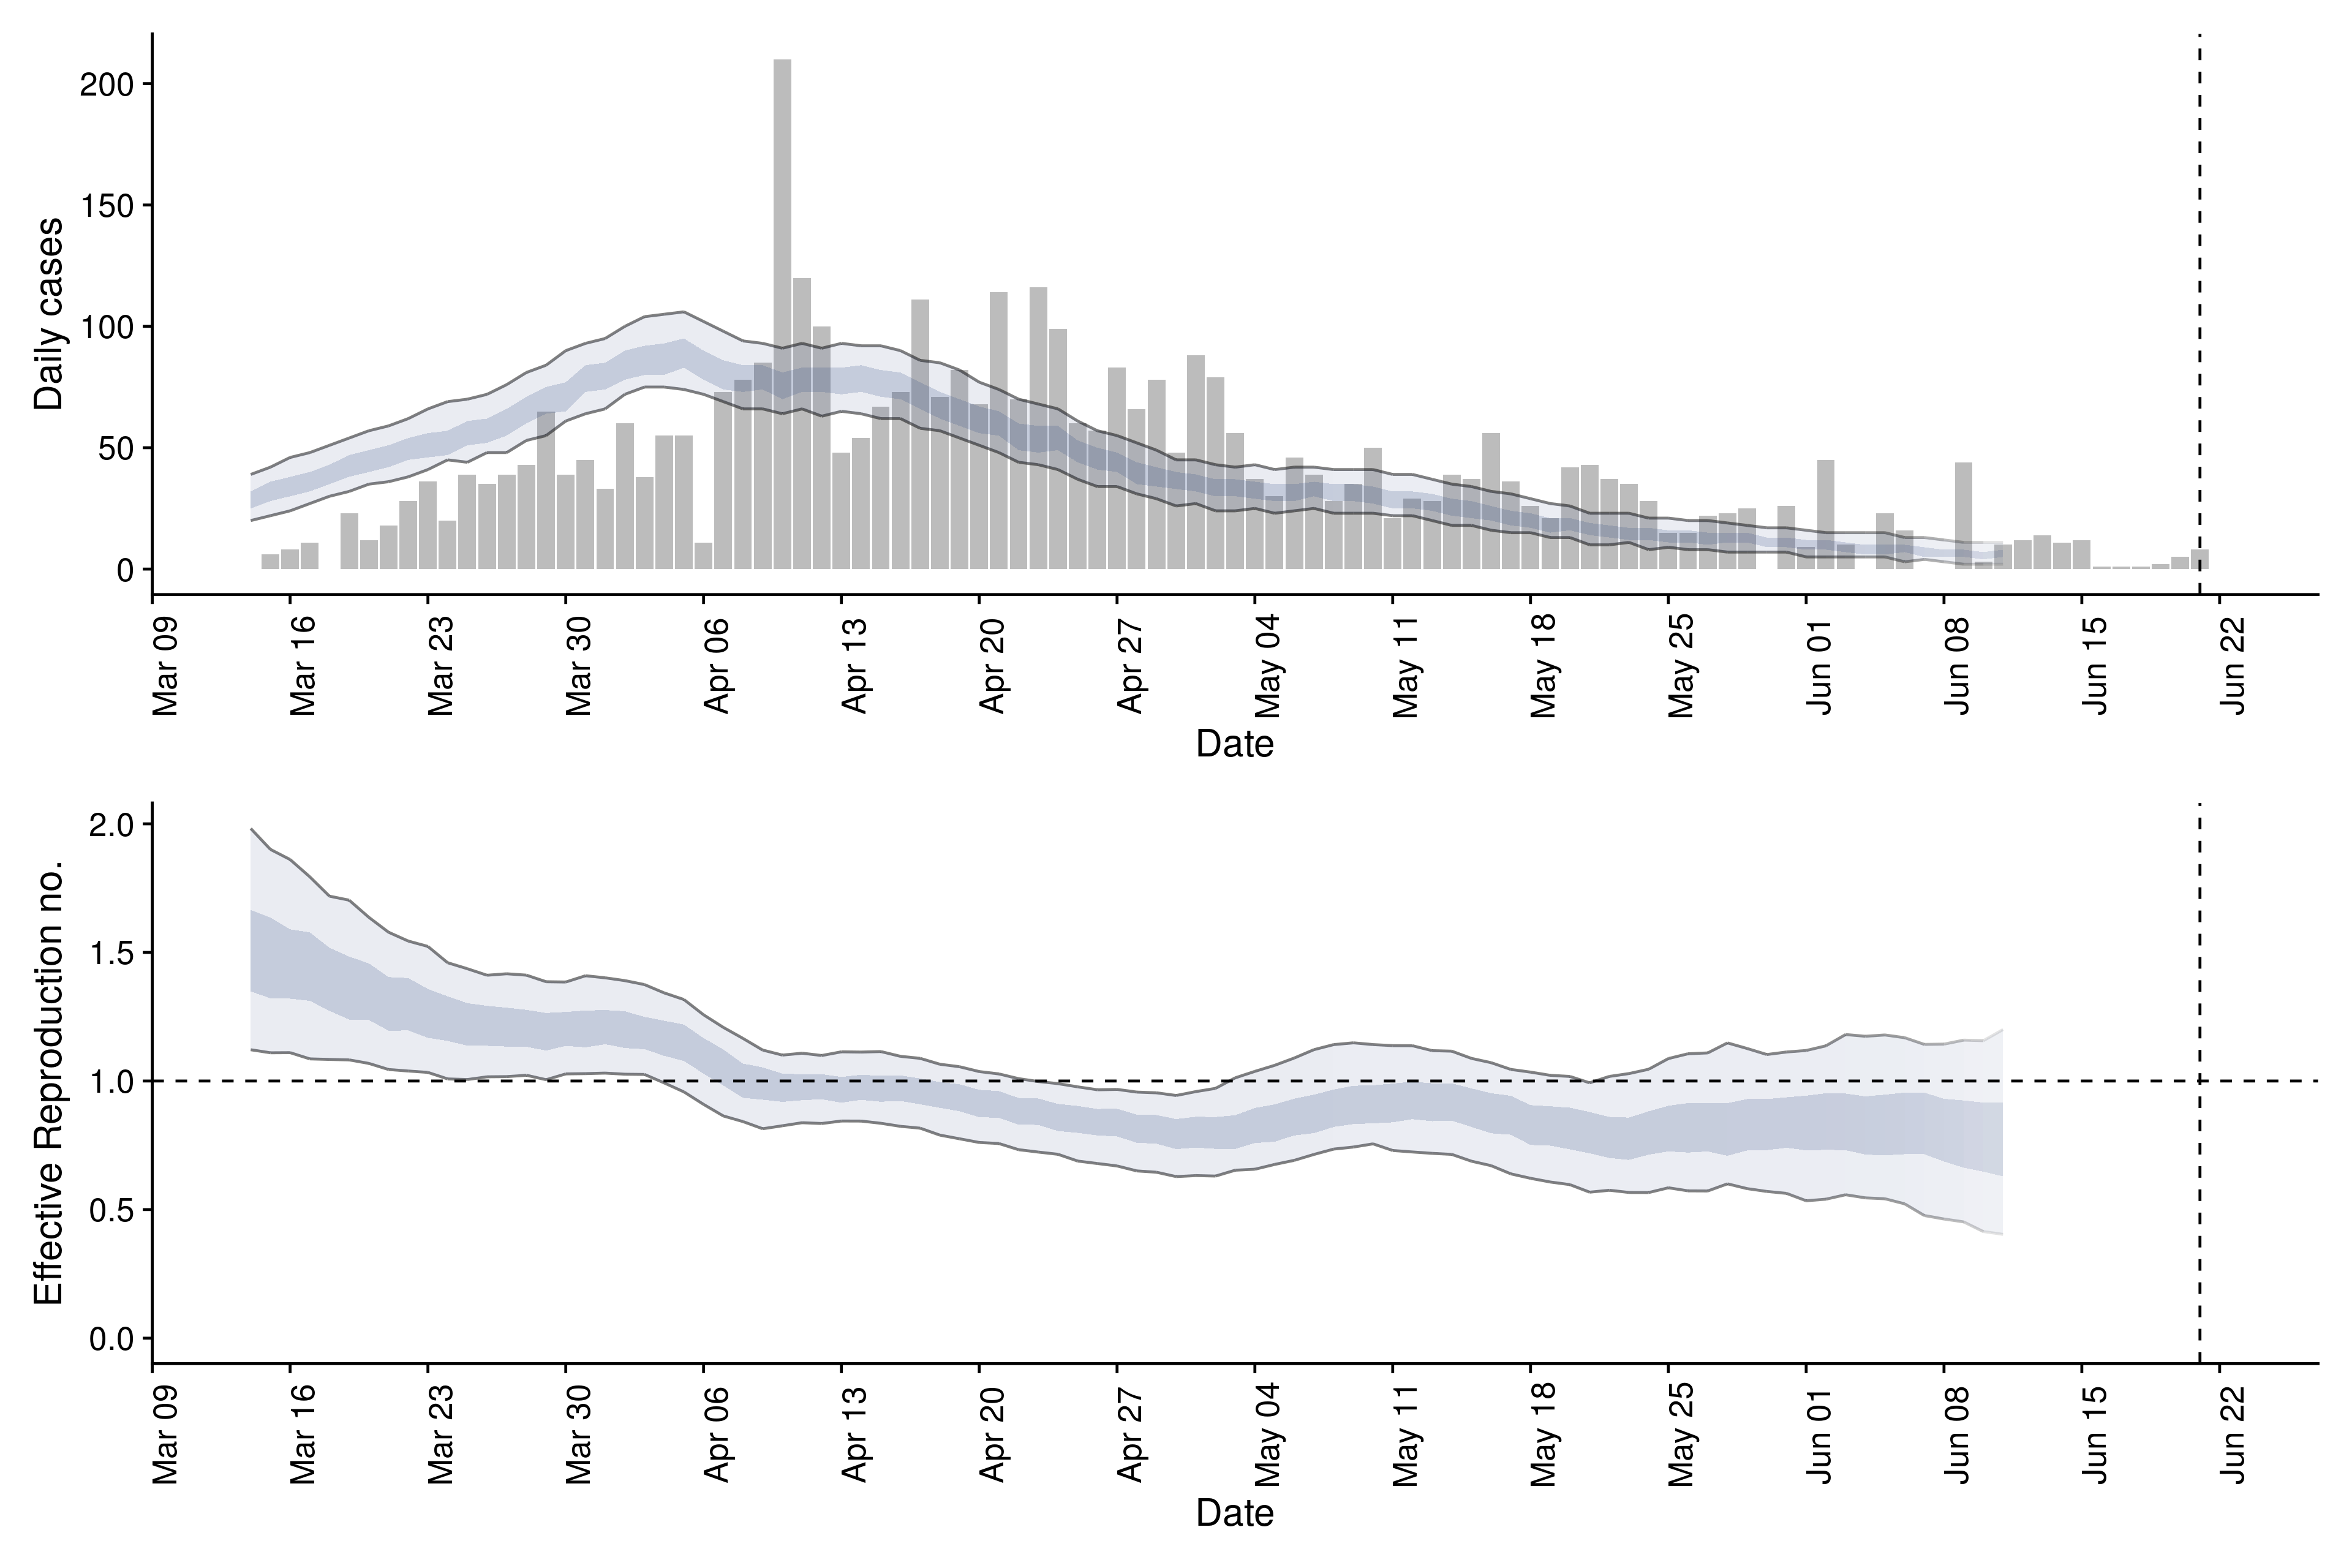 Daily cases
200
150
100
50
0
Mar 09
Mar 16
Mar 23
Mar 30
Apr 06
Apr 13
Apr 20
Apr 27
May 04
May 11
May 18
May 25
Jun 01
Jun 08
Jun 15
Jun 22
Date
Effective Reproduction no.
2.0
1.5
1.0
0.5
0.0
Mar 09
Mar 16
Mar 23
Mar 30
Apr 06
Apr 13
Apr 20
Apr 27
May 04
May 11
May 18
May 25
Jun 01
Jun 08
Jun 15
Jun 22
Date